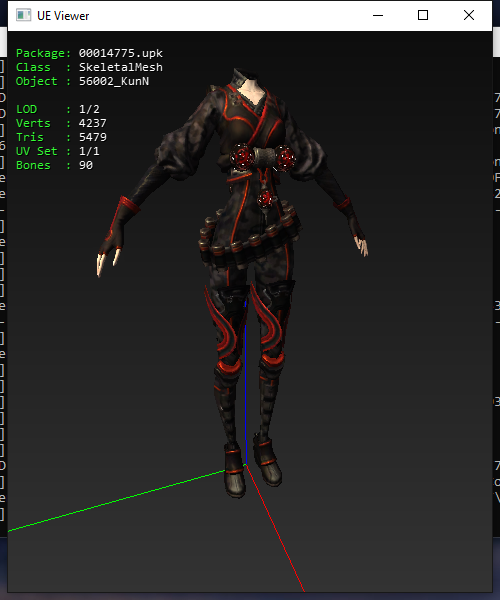 UE Viewer
Package: 00014775.upk
Class : SkeletalMesh
Object : 56002_KunN
LOD : 1/2
Verts : 4237
Tris : 5479
UV Set : 1/1
Bones : 90